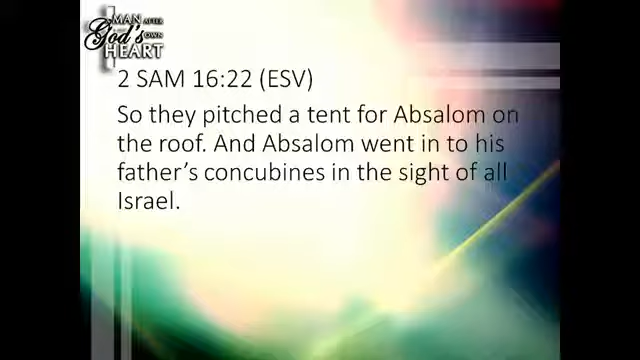 MAN AFTER
God's OWN
HEART
2 SAM 16:22 (ESV)
So they pitched a tent for Absalom on
the roof. And Absalom went in to his
father’s concubines in the sight of all
Israel.